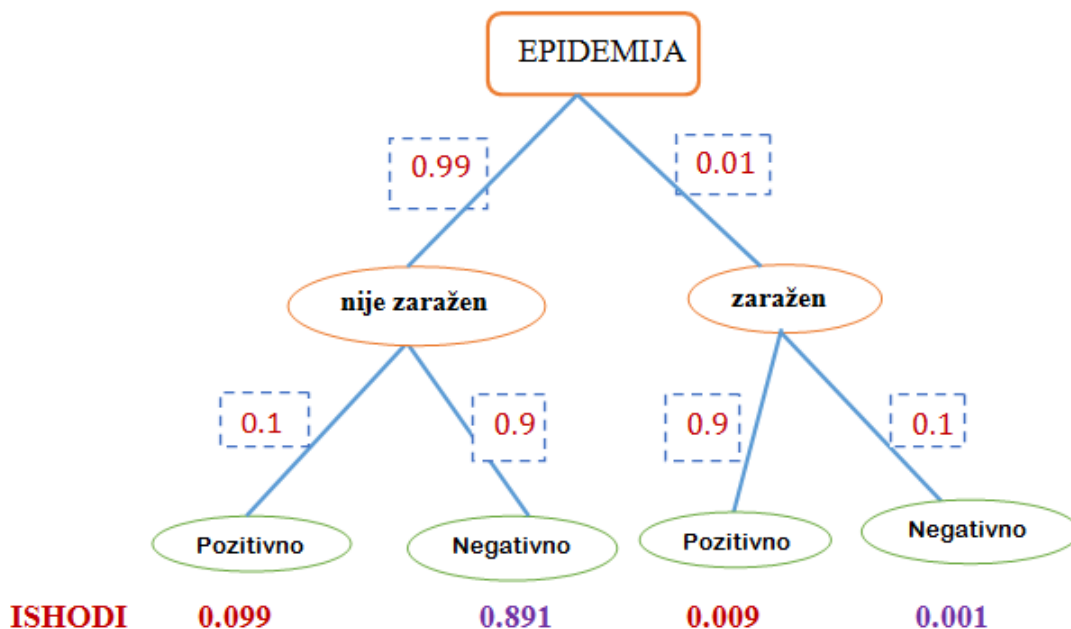 EPIDEMIJA
0.99 0.01
nije zaražen zaražen
0.1 0.9 0.9 0.1
Pozitivno Negativno Pozitivno Negativno
ISHODI 0.099 0.891 0.009 0.001